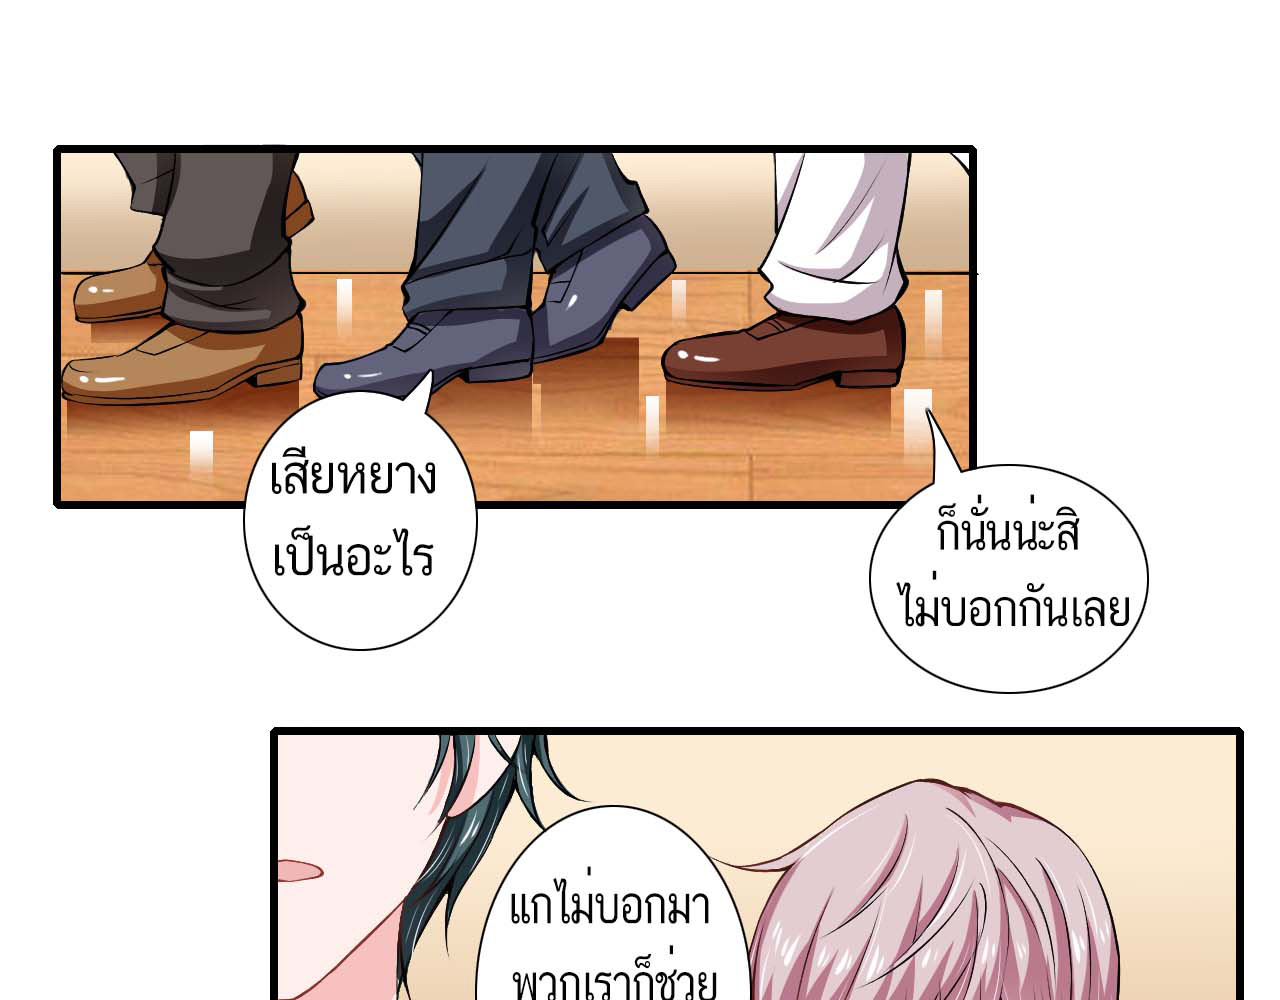 เสียหยาง
เป็นอะไร
ก็นั่นน่ะสิ
ไม่บอกกันเลย
แกไม่บอกมา
พวกเราก็ช่วย